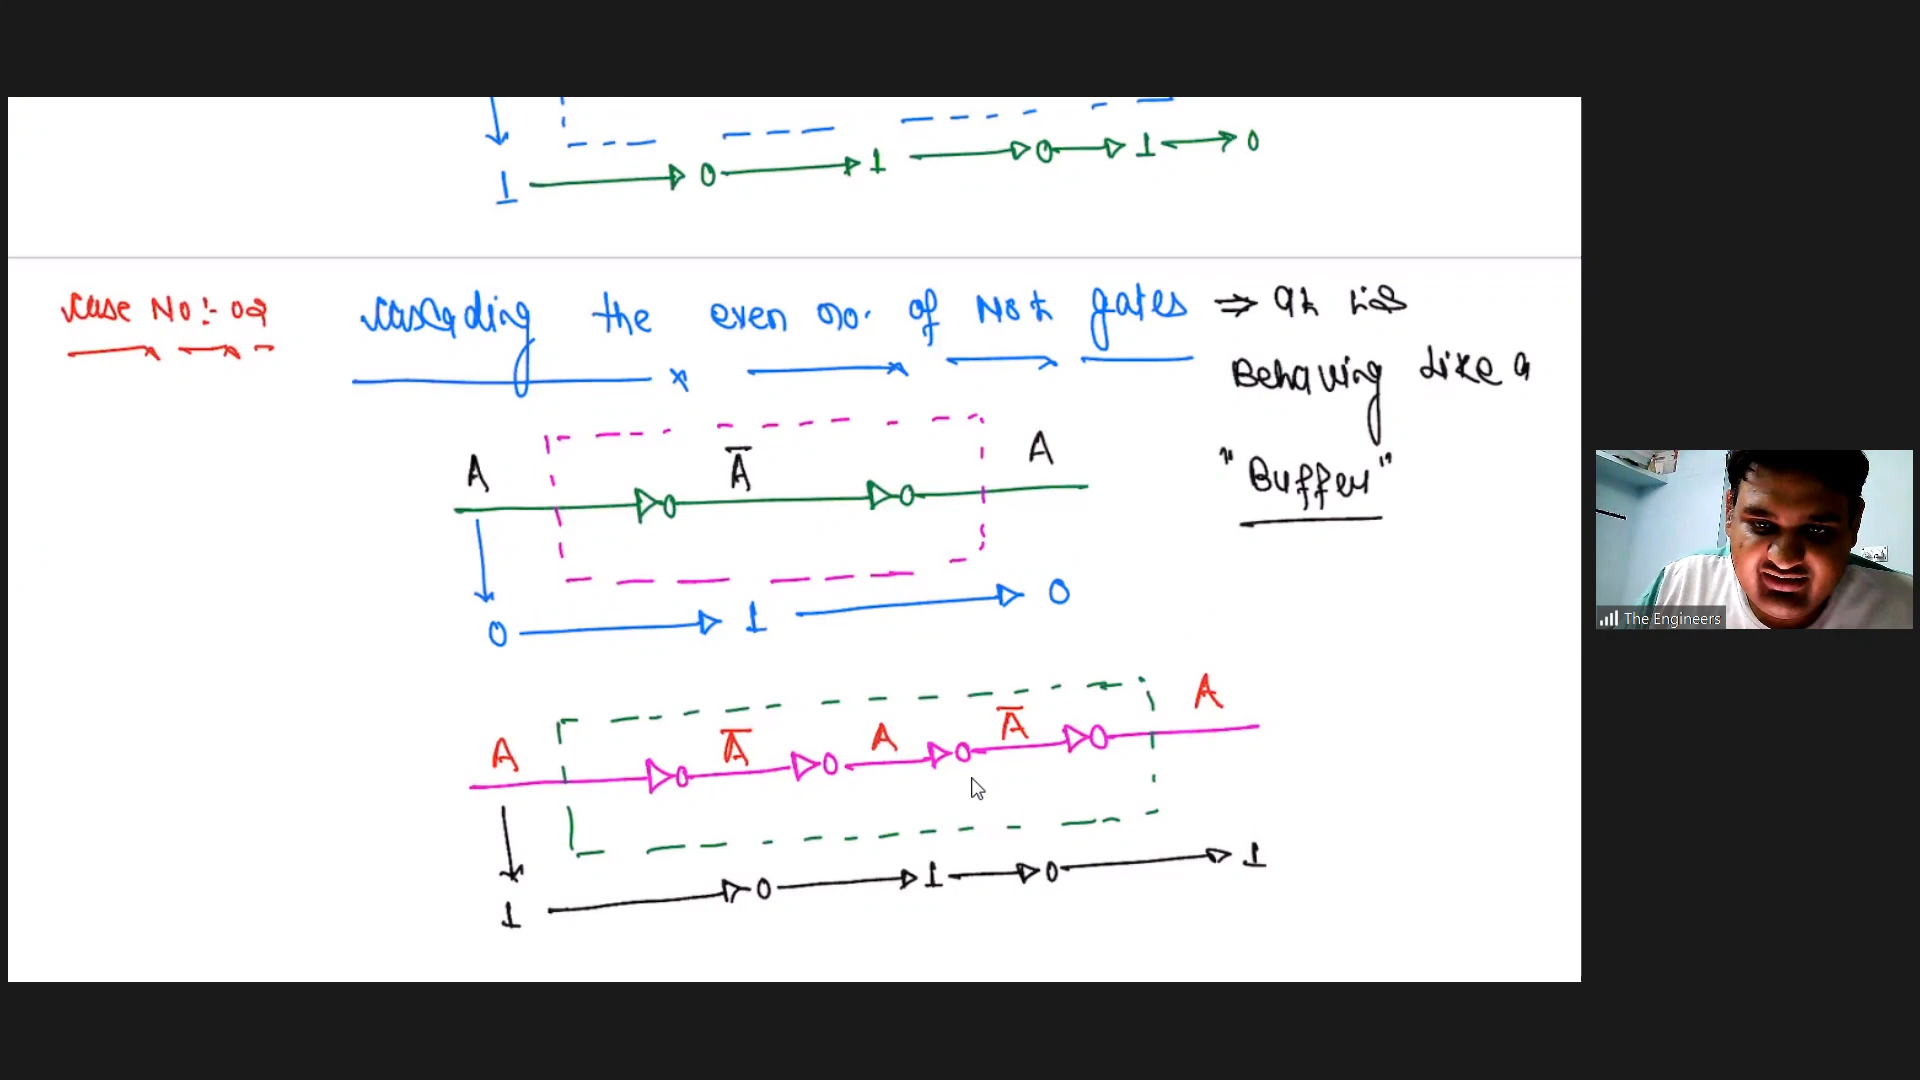 1 0 1 0 1 0
Case No:- 02 Cascading the even no. of Not gates ⇒ It is
Behaving like a
"Buffer"
A A̅ A
0 1 0
A A̅ A A̅ A
1 0 1 0 1
The Engineers